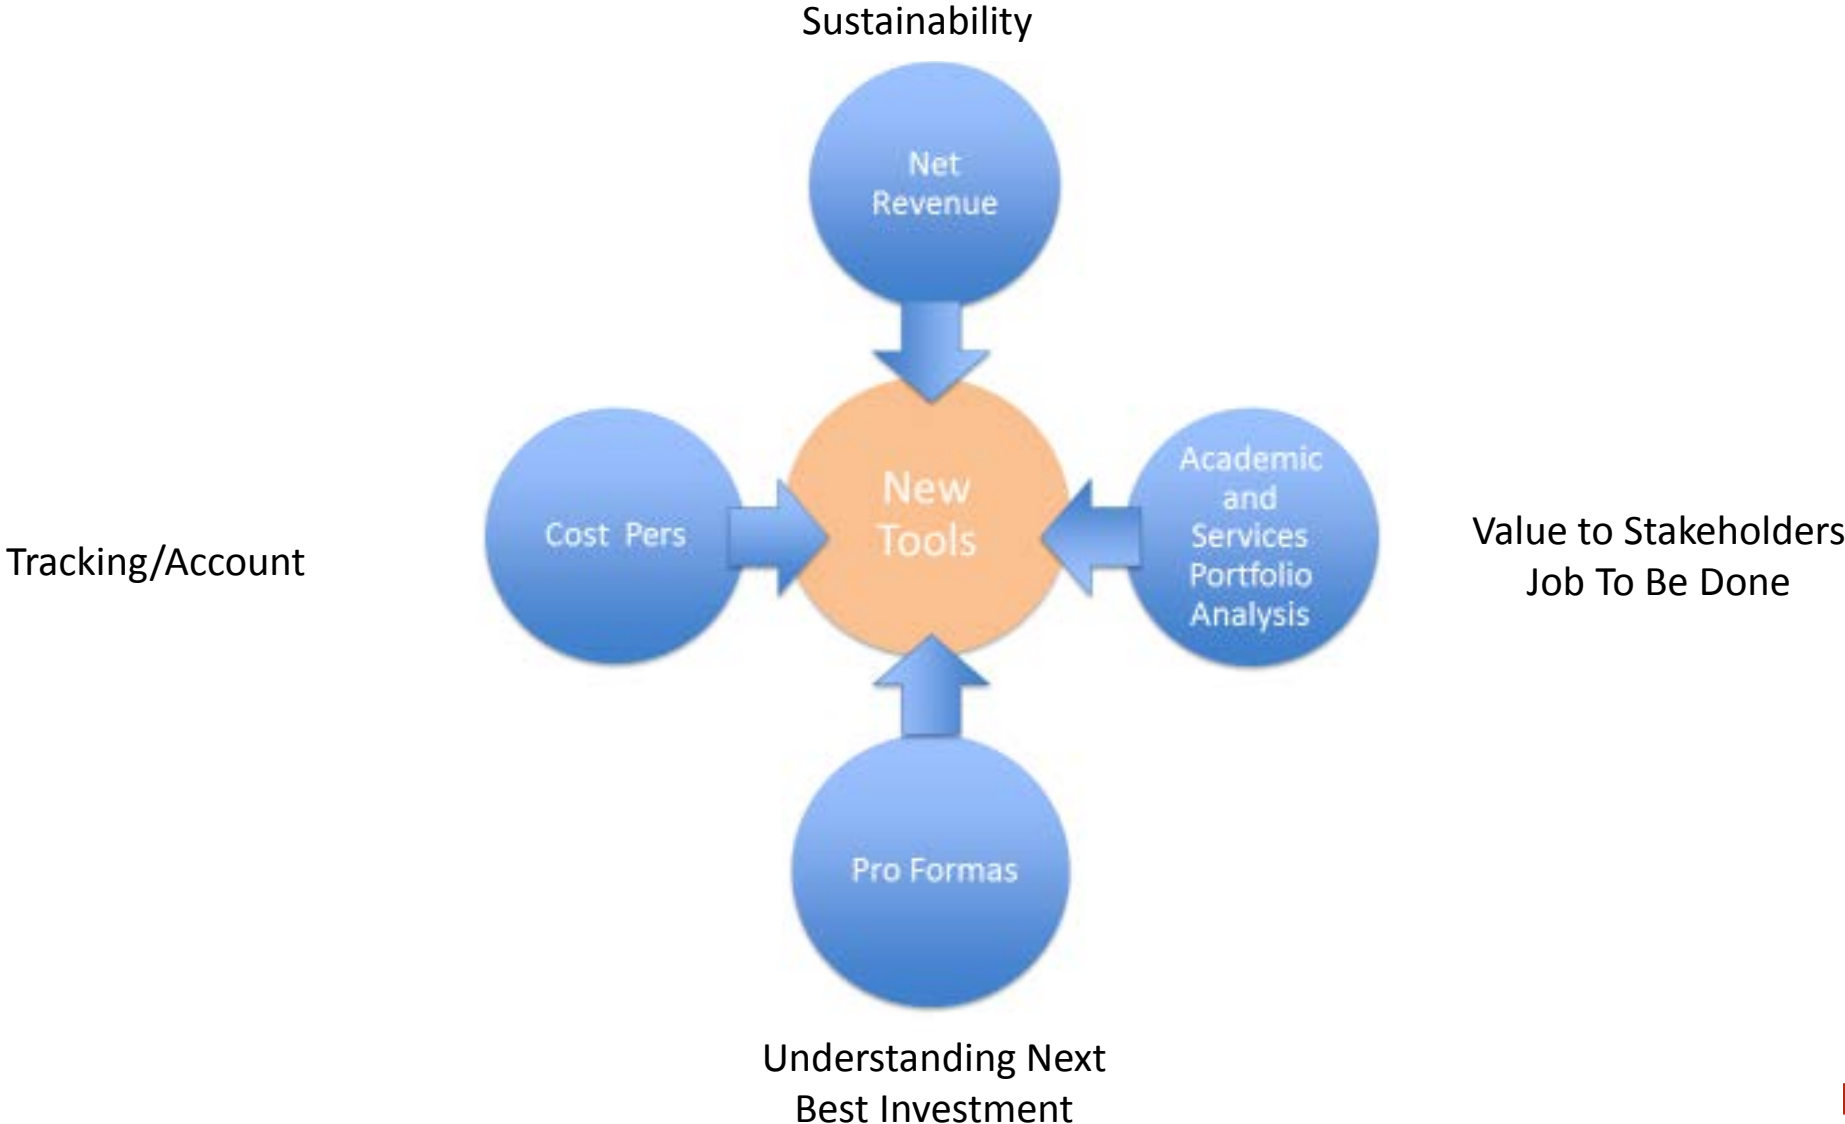 Sustainability
Net
Revenue
Academic
and
Services
Portfolio
Analysis
New
Tools
Cost Pers
Tracking/Account
Value to Stakeholders
Job To Be Done
Pro Formas
Understanding Next
Best Investment